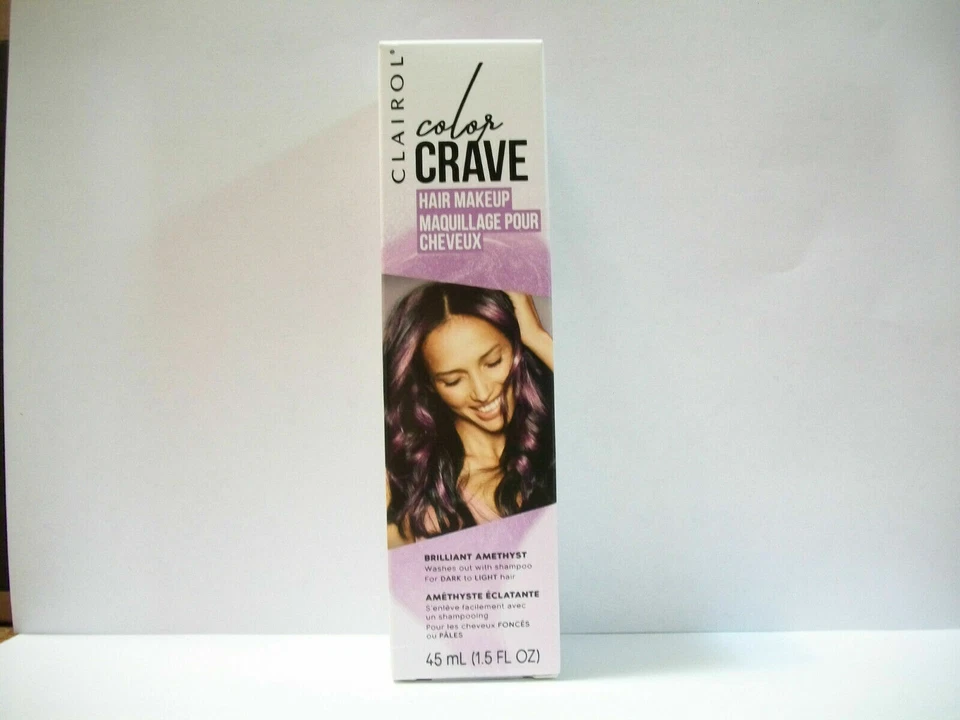 CLAIROL®
color
CRAVE
HAIR MAKEUP
MAQUILLAGE POUR
CHEVEUX
BRILLIANT AMETHYST
Washes out with shampoo
For DARK to LIGHT hair
AMÉTHYSTE ÉCLATANTE
S'enlève facilement avec
un shampooing
Pour les cheveux FONCÉS
ou PÂLES
45 mL (1.5 FL OZ)